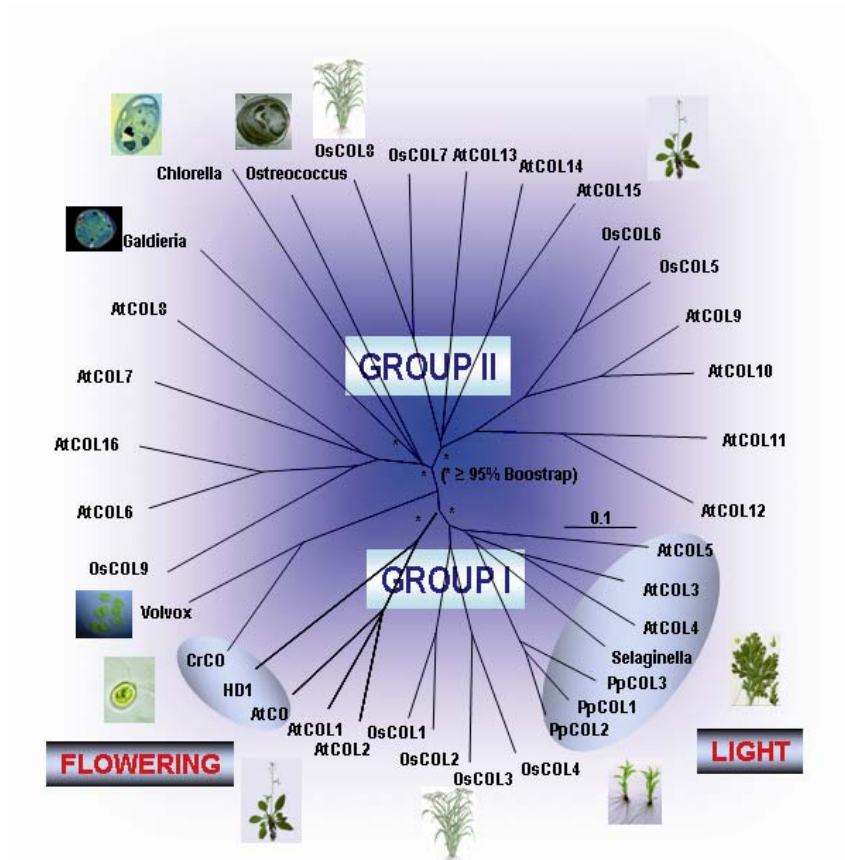 OsCOL8
OsCOL7
AtCOL13
AtCOL14
Chlorella
Ostreococcus
AtCOL15
OsCOL6
Galdieria
OsCOL5
AtCOL8
AtCOL9
GROUP II
AtCOL7
AtCOL10
AtCOL16
AtCOL11
*
*
*
(* ≥ 95% Boostrap)
AtCOL6
AtCOL12
*
*
0.1
OsCOL9
AtCOL5
GROUP I
AtCOL3
Volvox
AtCOL4
CrCO
Selaginella
HD1
PpCOL3
AtCO
PpCOL1
AtCOL1
OsCOL1
PpCOL2
AtCOL2
OsCOL2
OsCOL3
OsCOL4
FLOWERING
LIGHT